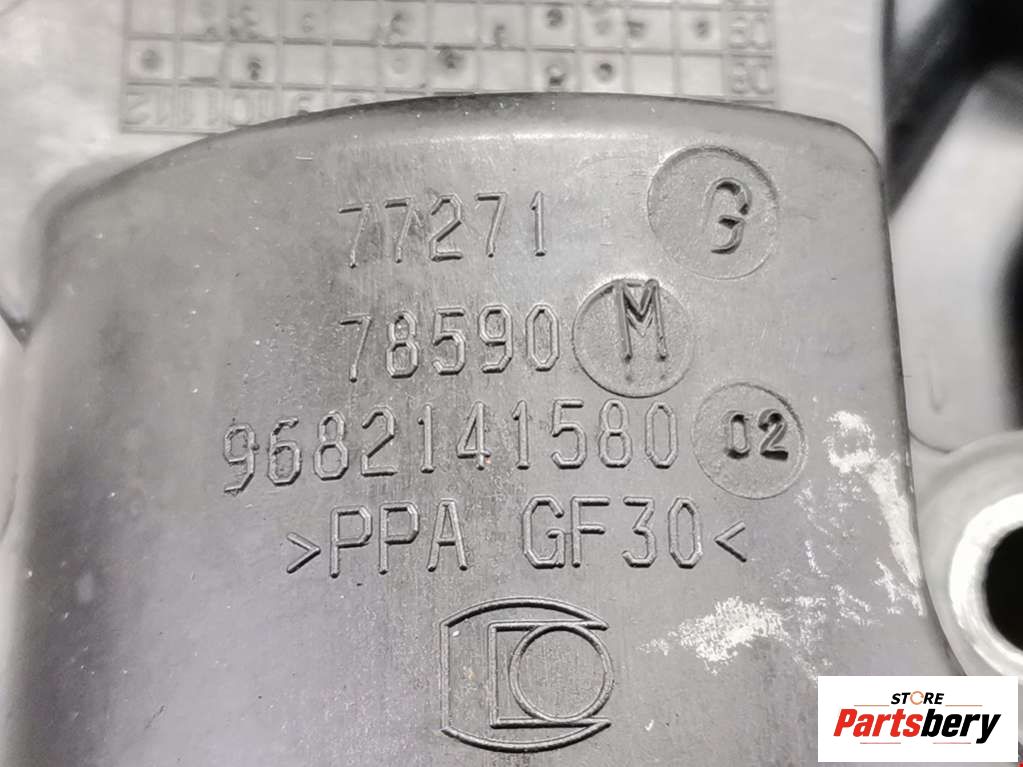 77271 G
78590 M
9682141580 02
>PPA GF30<
STORE
Partsbery